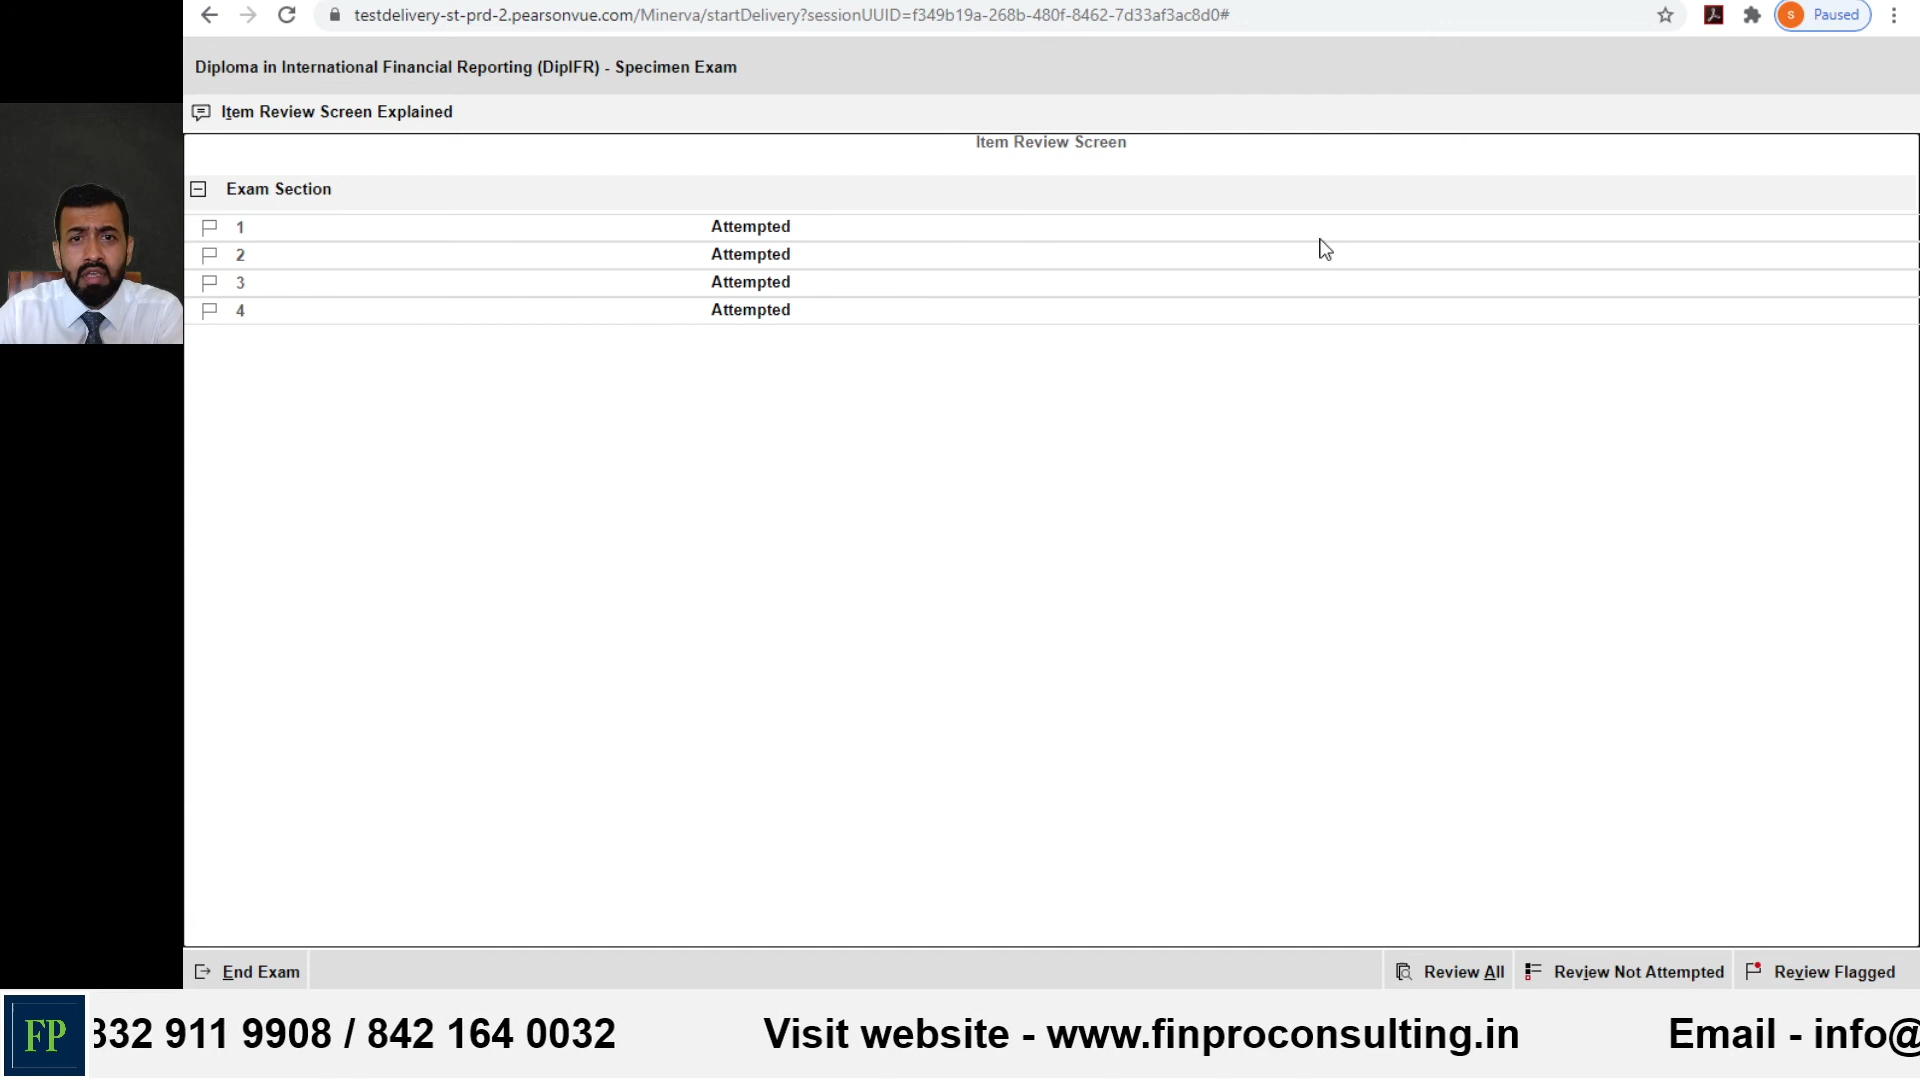 testdelivery-st-prd-2.pearsonvue.com/Minerva/startDelivery?sessionUUID=f349b19a-268b-480f-8462-7d33af3ac8d0#
s Paused
Diploma in International Financial Reporting (DipIFR) - Specimen Exam
Item Review Screen Explained
Item Review Screen
Exam Section
1 Attempted
2 Attempted
3 Attempted
4 Attempted
End Exam
Review All
Review Not Attempted
Review Flagged
FP 832 911 9908 / 842 164 0032 Visit website - www.finproconsulting.in Email - info@